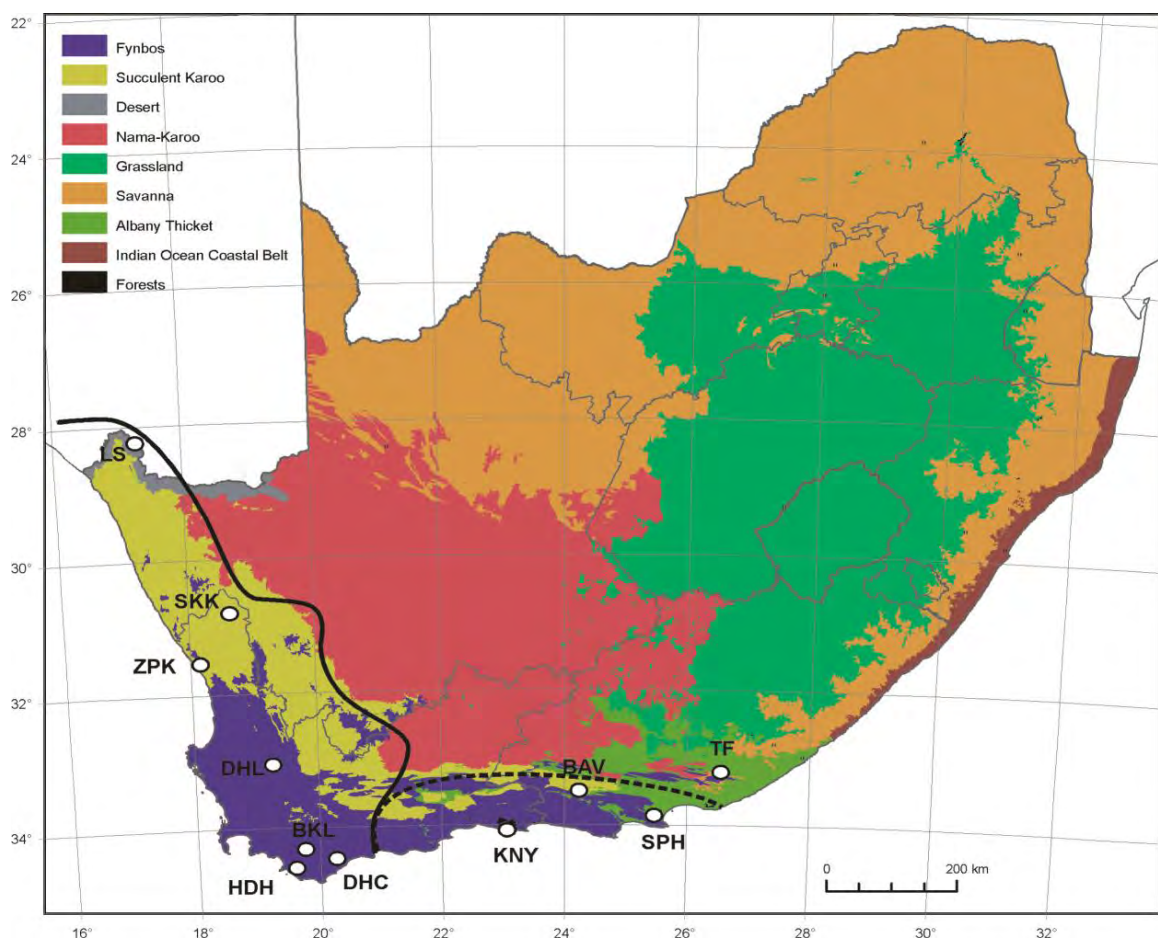 22°
24°
26°
28°
30°
32°
34°
Fynbos
Succulent Karoo
Desert
Nama-Karoo
Grassland
Savanna
Albany Thicket
Indian Ocean Coastal Belt
Forests
LS
SKK
ZPK
DHL
BAV
TF
BKL
KNY
SPH
HDH
DHC
0
200 km
16°
18°
20°
22°
24°
26°
28°
30°
32°